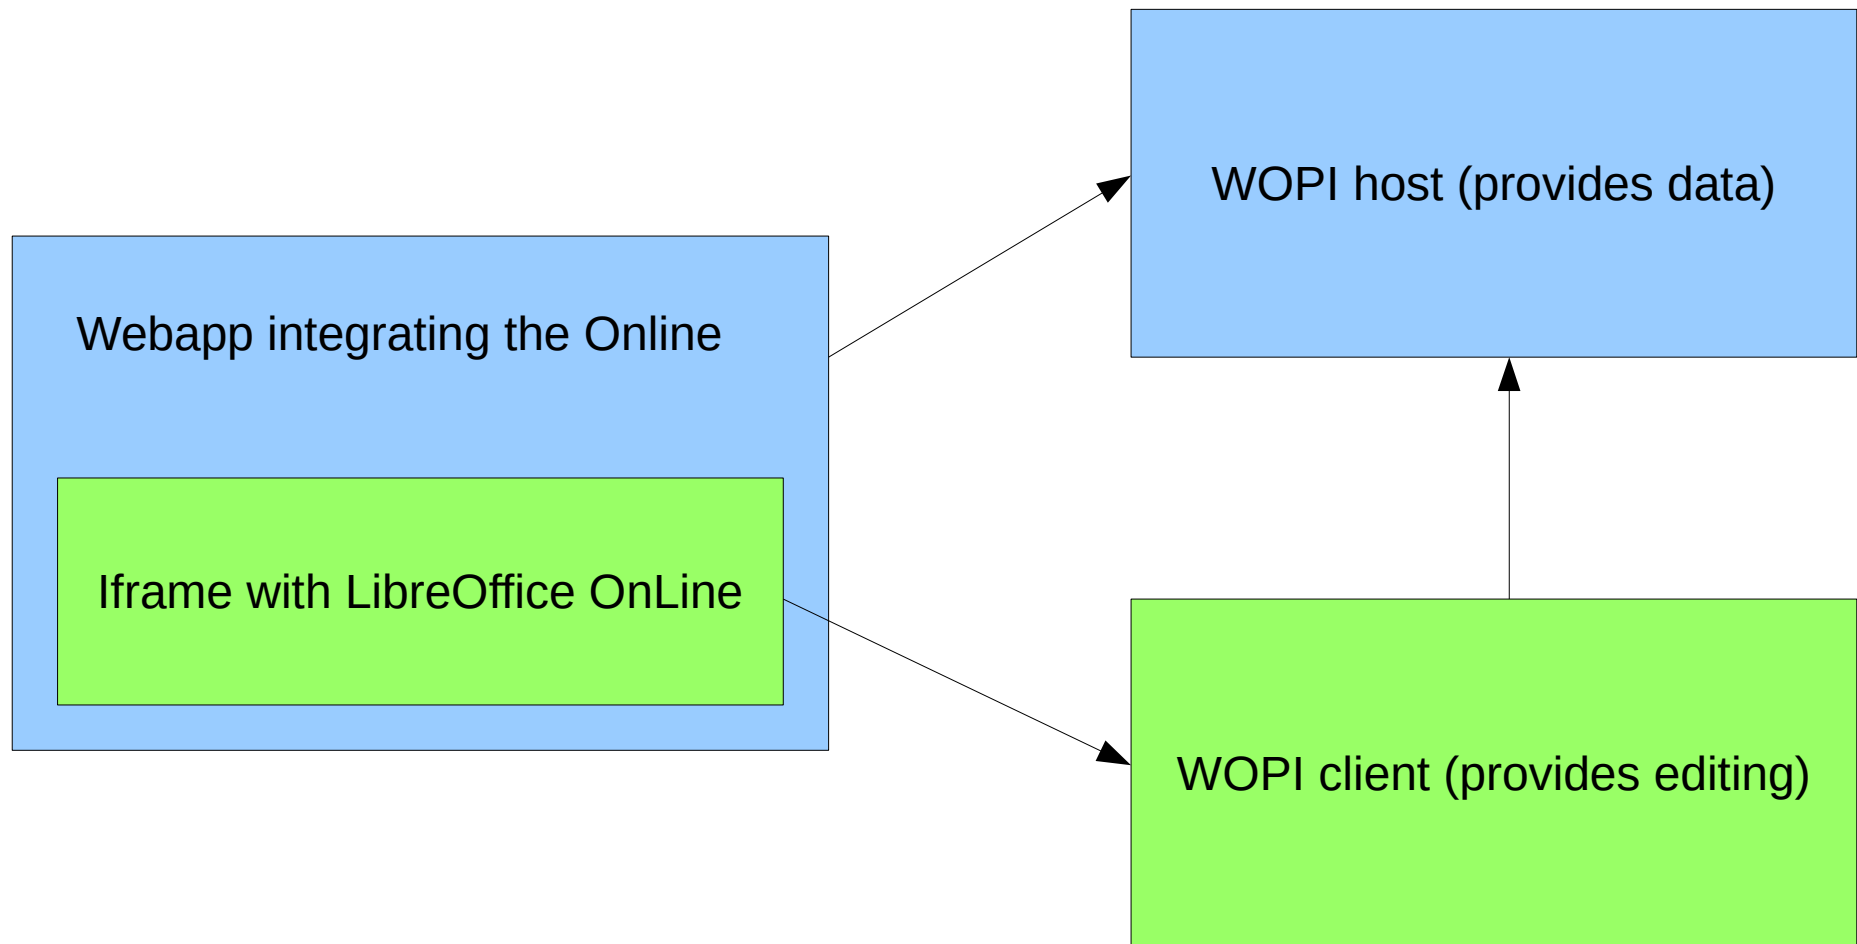 WOPI host (provides data)
Webapp integrating the Online
Iframe with LibreOffice OnLine
WOPI client (provides editing)